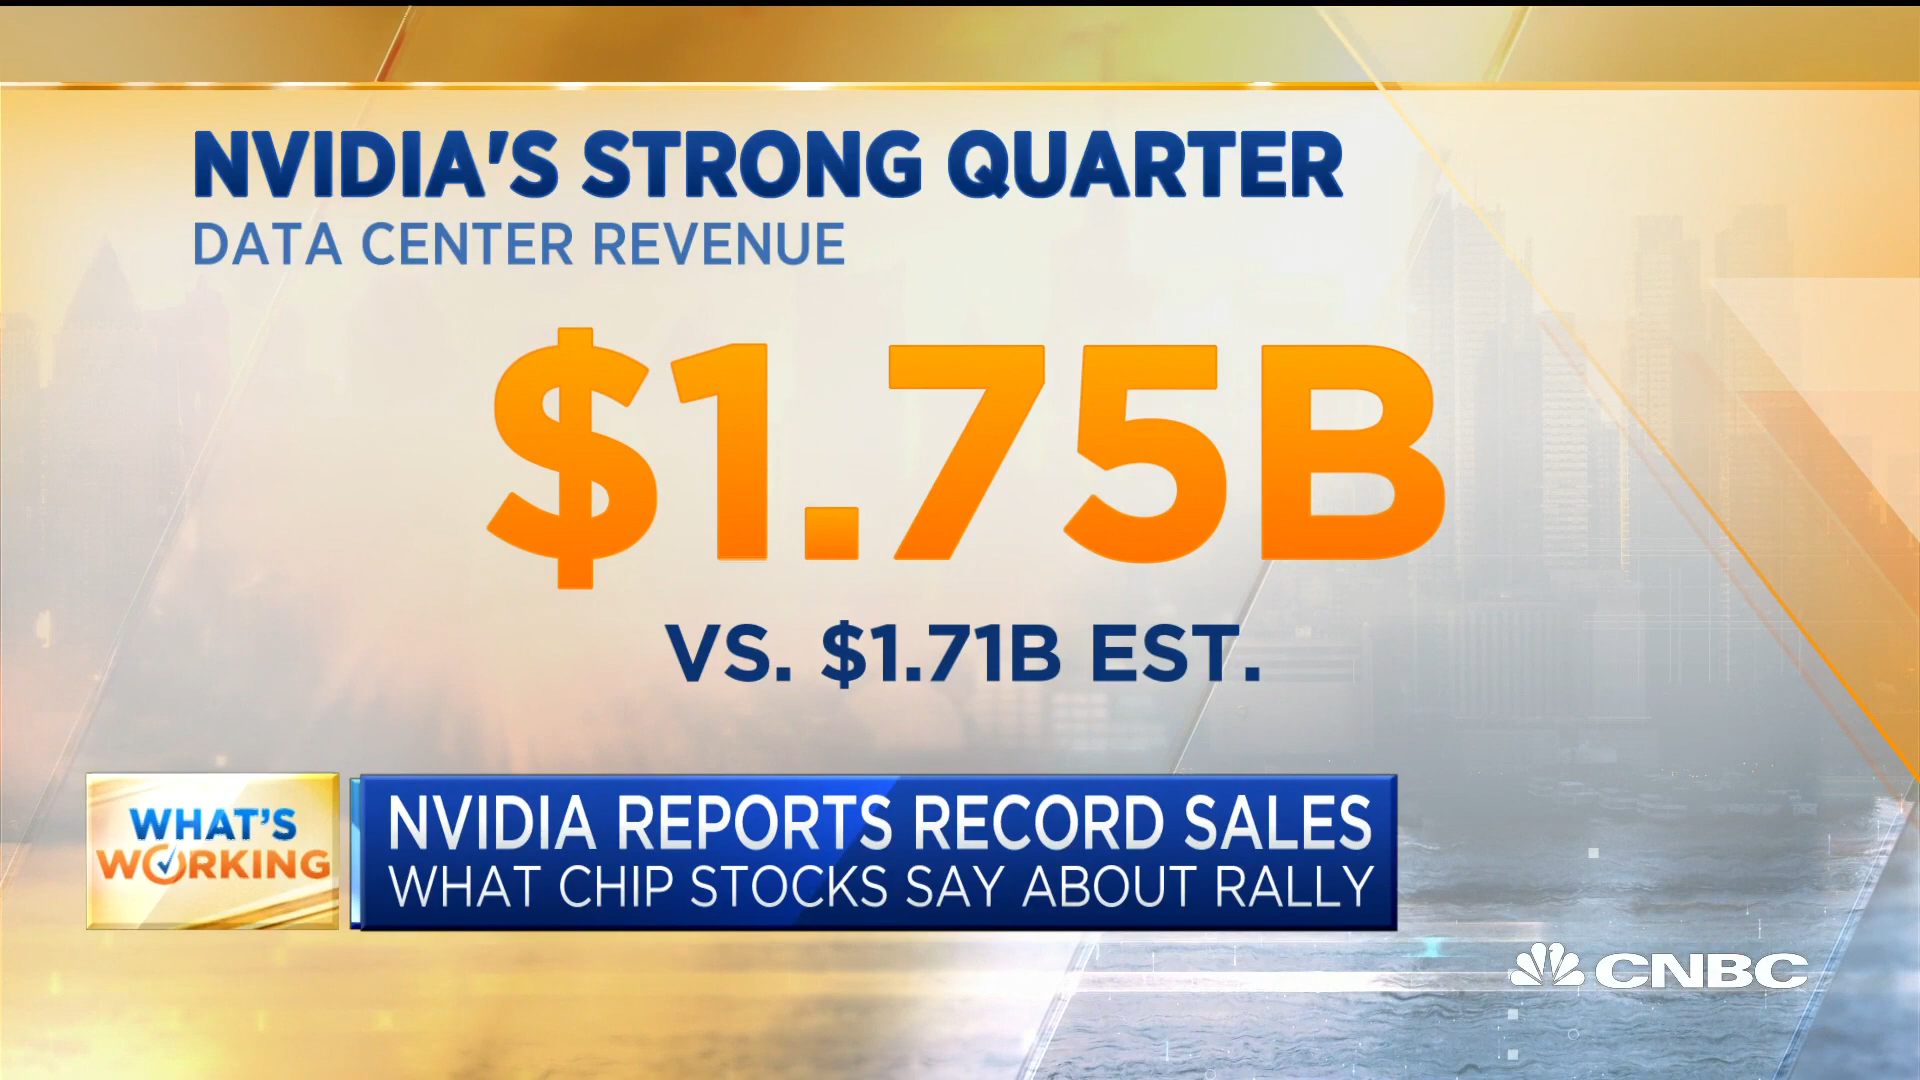 NVIDIA'S STRONG QUARTER
DATA CENTER REVENUE
$1.75B
VS. $1.71B EST.
WHAT'S
WORKING
NVIDIA REPORTS RECORD SALES
WHAT CHIP STOCKS SAY ABOUT RALLY
CNBC